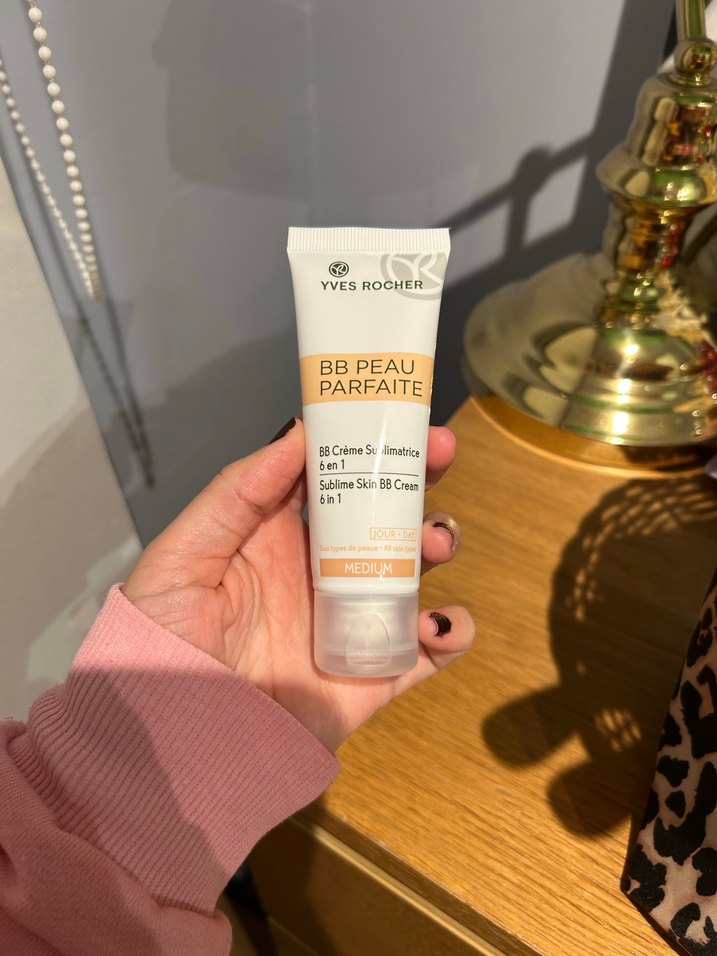 YVES ROCHER
BB PEAU
PARFAITE
BB Crème Sublimatrice
6 en 1
Sublime Skin BB Cream
6 in 1
JOUR - DAY
Tous types de peaux • All skin types
MEDIUM